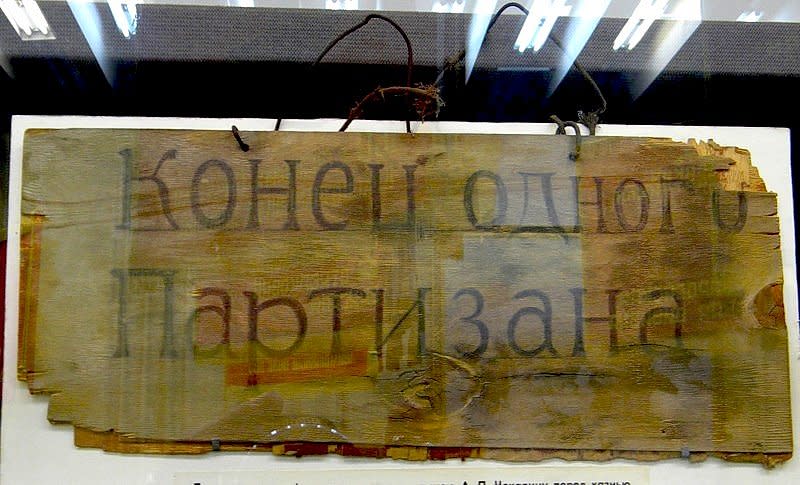 Конец одного
Партизана